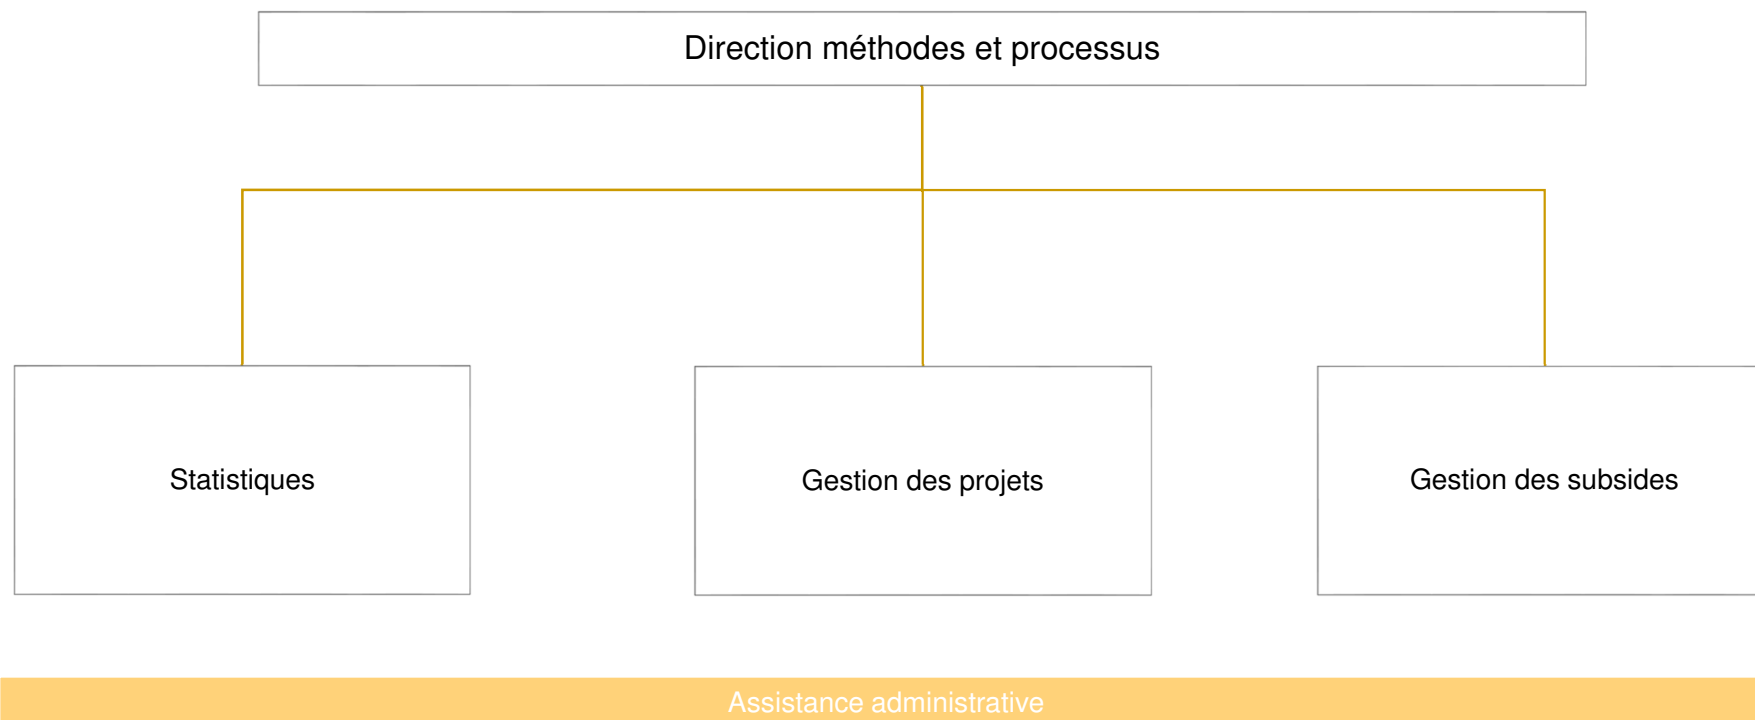 Direction méthodes et processus
Statistiques
Gestion des projets
Gestion des subsides
Assistance administrative